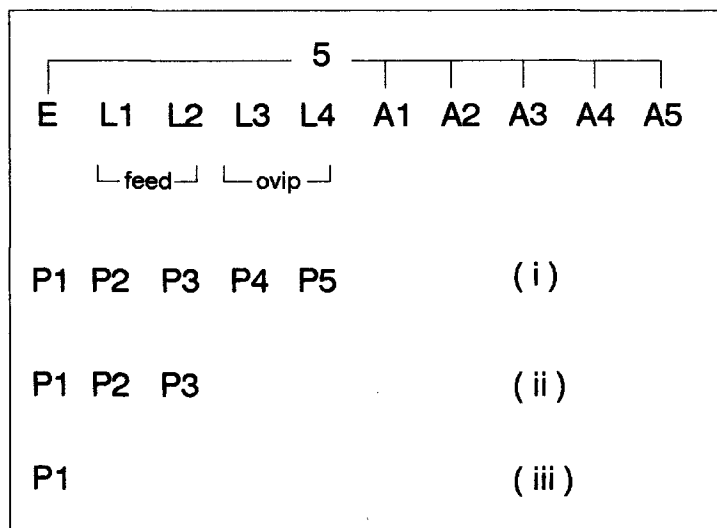 5
E L1 L2 L3 L4 A1 A2 A3 A4 A5
feed ovip
P1 P2 P3 P4 P5 (i)
P1 P2 P3 (ii)
P1 (iii)